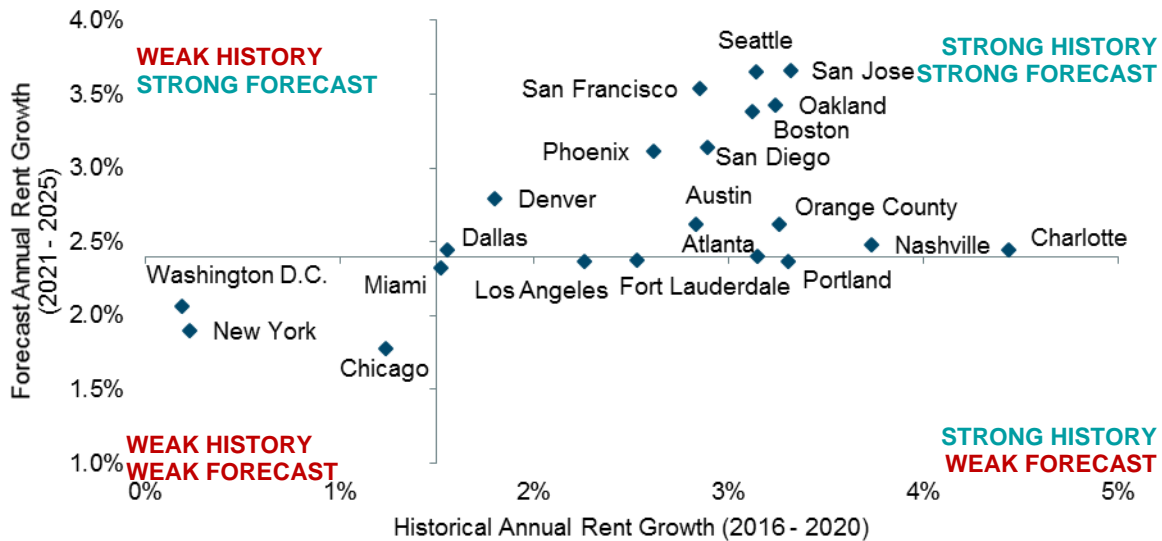 Forecast Annual Rent Growth
(2021 - 2025)
4.0%
3.5%
3.0%
2.5%
2.0%
1.5%
1.0%
WEAK HISTORY
STRONG FORECAST
STRONG HISTORY
STRONG FORECAST
Seattle
San Jose
San Francisco
Oakland
Boston
Phoenix
San Diego
Denver
Austin
Orange County
Dallas
Atlanta
Nashville
Charlotte
Washington D.C.
Miami
Los Angeles
Fort Lauderdale
Portland
New York
Chicago
WEAK HISTORY
WEAK FORECAST
STRONG HISTORY
WEAK FORECAST
0%
1%
2%
3%
4%
5%
Historical Annual Rent Growth (2016 - 2020)